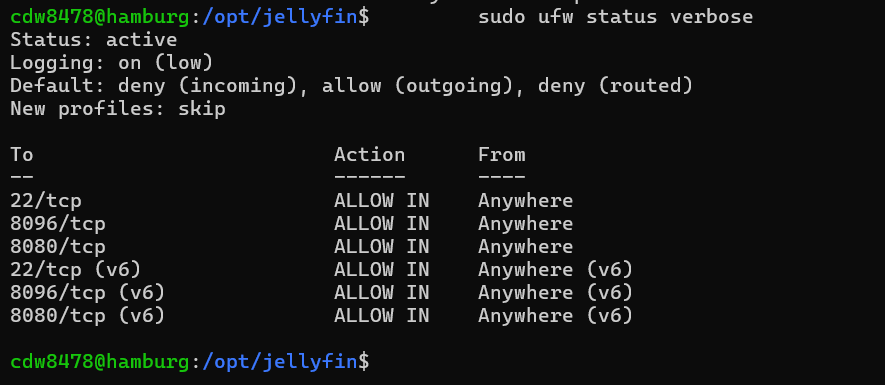 cdw8478@hamburg:/opt/jellyfin$         sudo ufw status verbose
Status: active
Logging: on (low)
Default: deny (incoming), allow (outgoing), deny (routed)
New profiles: skip

To                         Action      From
--                         ------      ----
22/tcp                     ALLOW IN    Anywhere
8096/tcp                   ALLOW IN    Anywhere
8080/tcp                   ALLOW IN    Anywhere
22/tcp (v6)                ALLOW IN    Anywhere (v6)
8096/tcp (v6)              ALLOW IN    Anywhere (v6)
8080/tcp (v6)              ALLOW IN    Anywhere (v6)

cdw8478@hamburg:/opt/jellyfin$